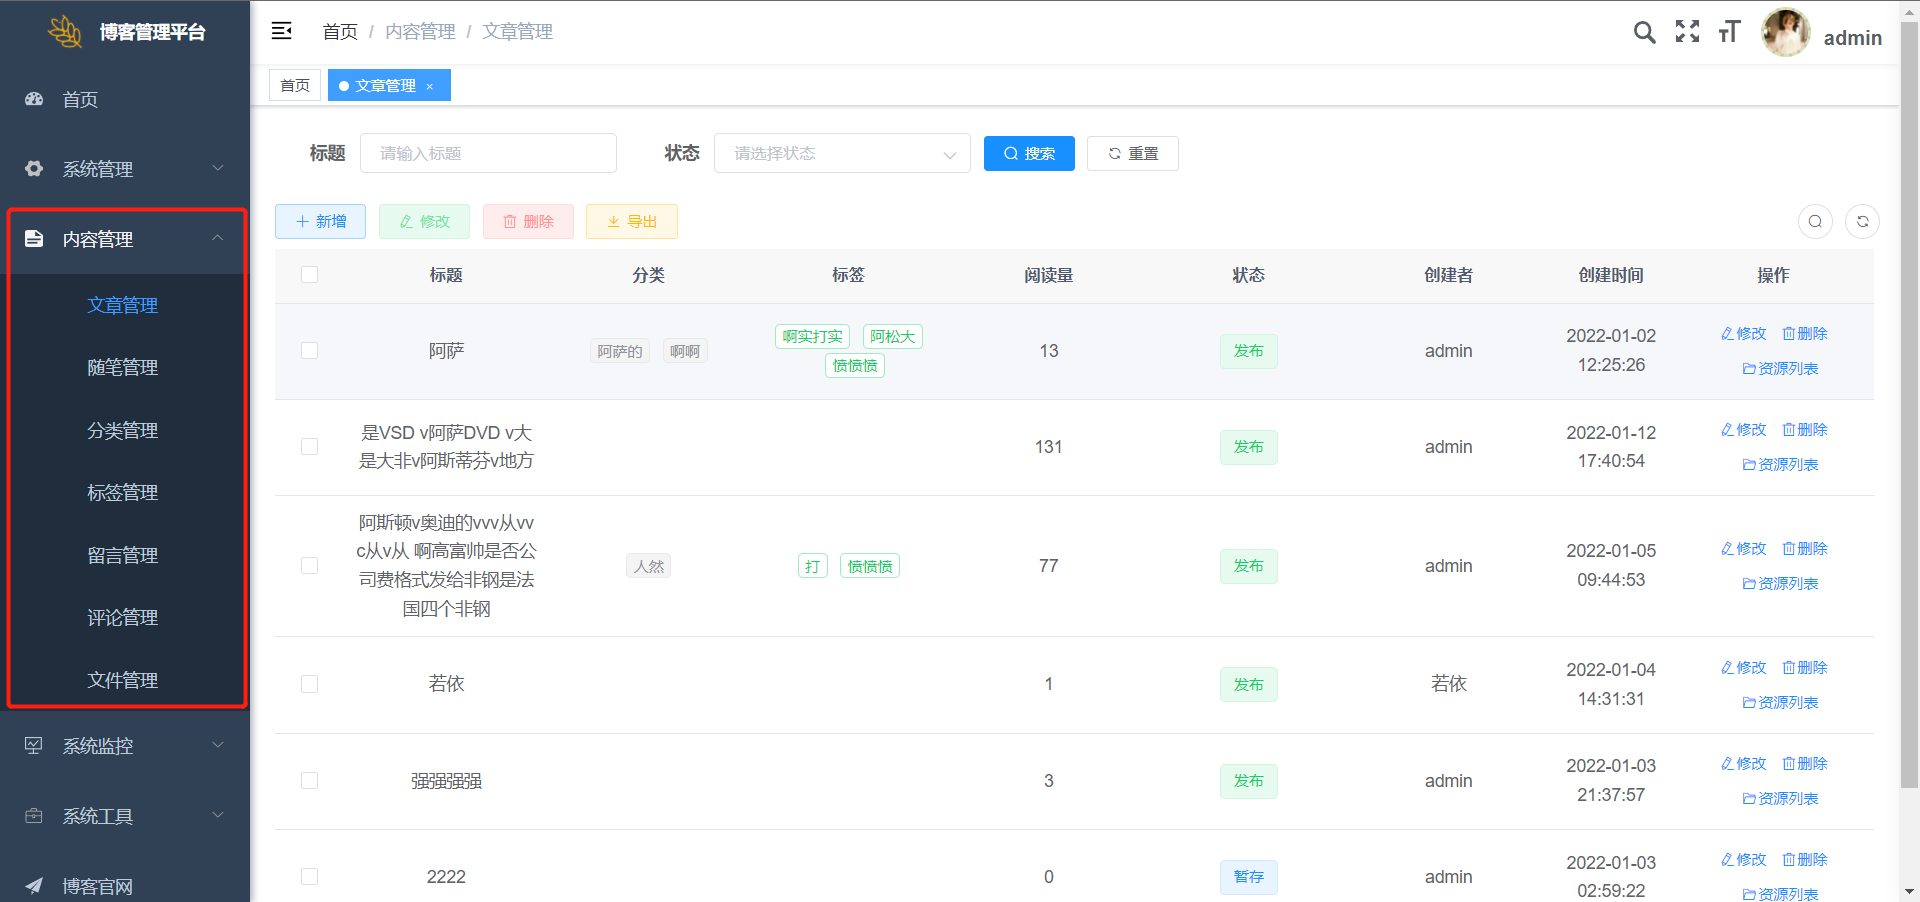 博客管理平台
首页
系统管理
内容管理
文章管理
随笔管理
分类管理
标签管理
留言管理
评论管理
文件管理
系统监控
系统工具
博客官网
首页 / 内容管理 / 文章管理
admin
首页
文章管理 ×
标题 请输入标题 状态 请选择状态 搜索 重置
新增 修改 删除 导出
标题 分类 标签 阅读量 状态 创建者 创建时间 操作
阿萨 阿萨的 啊啊 啊实打实 阿松大 愤愤愤 13 发布 admin 2022-01-02 12:25:26 修改 删除 资源列表
是VSD v阿萨DVD v大
是大非v阿斯蒂芬v地方
131 发布 admin 2022-01-12 17:40:54 修改 删除 资源列表
阿斯顿v奥迪的vvv从vv
c从v从 啊高富帅是否公
司费格式发给非钢是法
国四个非钢
人然 打 愤愤愤 77 发布 admin 2022-01-05 09:44:53 修改 删除 资源列表
若依 1 发布 若依 2022-01-04 14:31:31 修改 删除 资源列表
强强强强 3 发布 admin 2022-01-03 21:37:57 修改 删除 资源列表
2222 0 暂存 admin 2022-01-03 02:59:22 修改 删除 资源列表